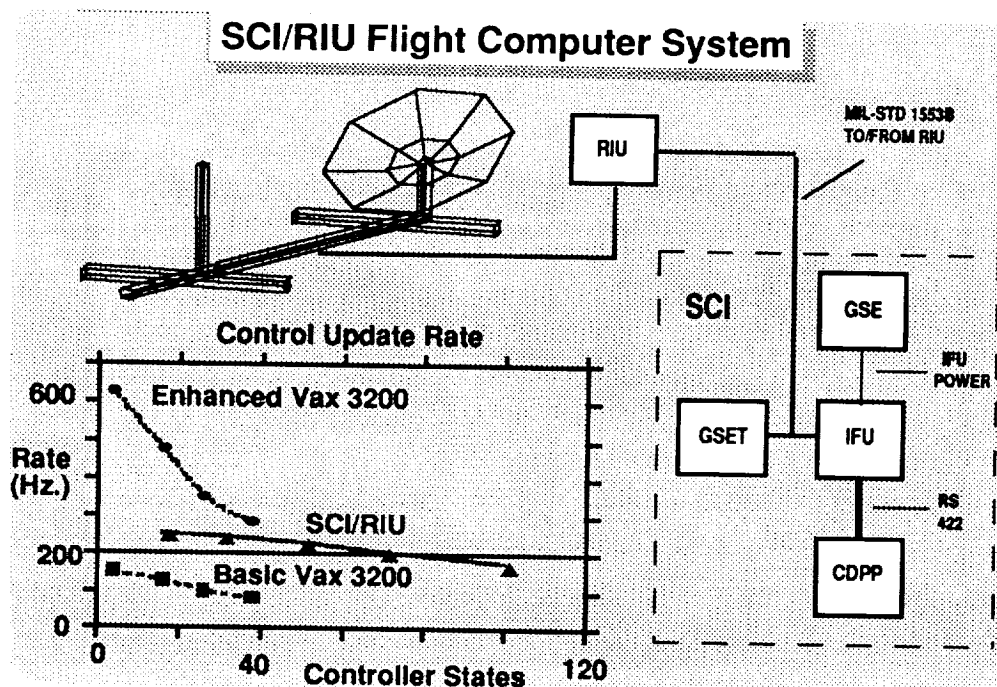 SCI/RIU Flight Computer System
MIL-STD 1553B
TO/FROM RIU
RIU
SCI
GSE
IFU
POWER
GSET
IFU
RS
422
CDPP
Control Update Rate
600
Enhanced Vax 3200
Rate
(Hz.)
SCI/RIU
200
Basic Vax 3200
0
0
40
120
Controller States